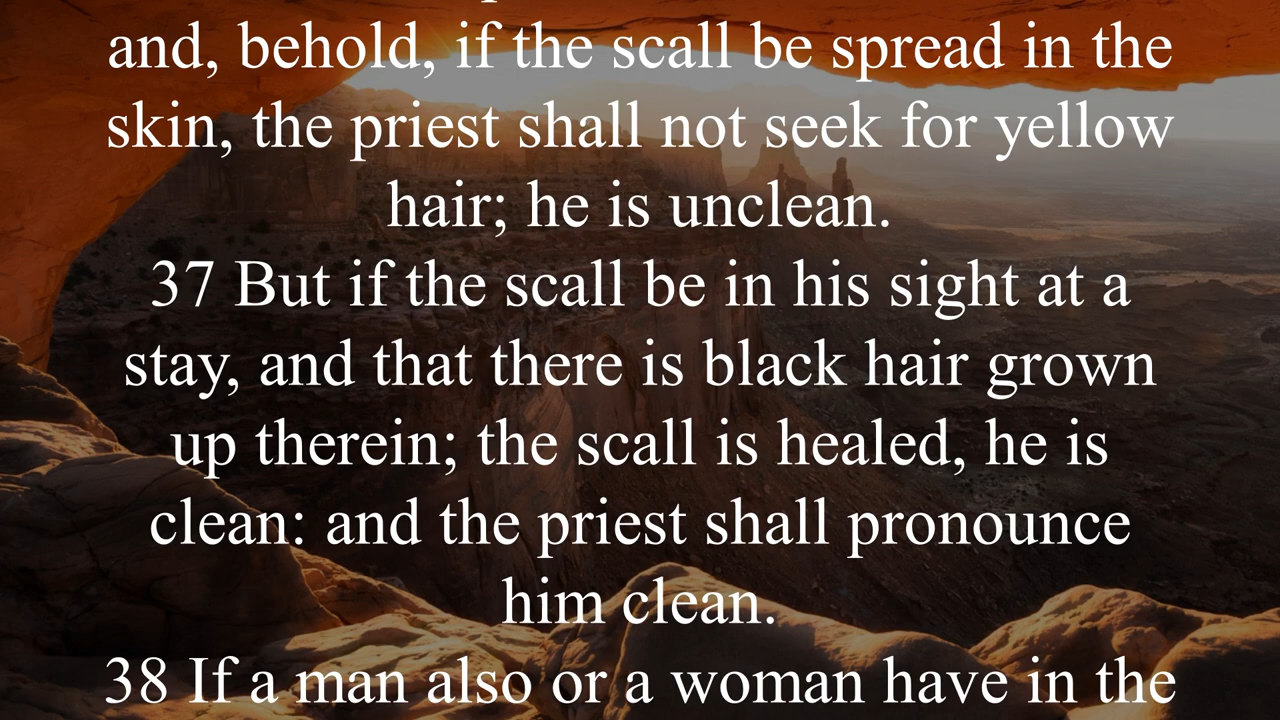 and, behold, if the scall be spread in the
skin, the priest shall not seek for yellow
hair; he is unclean.
37 But if the scall be in his sight at a
stay, and that there is black hair grown
up therein; the scall is healed, he is
clean: and the priest shall pronounce
him clean.
38 If a man also or a woman have in the